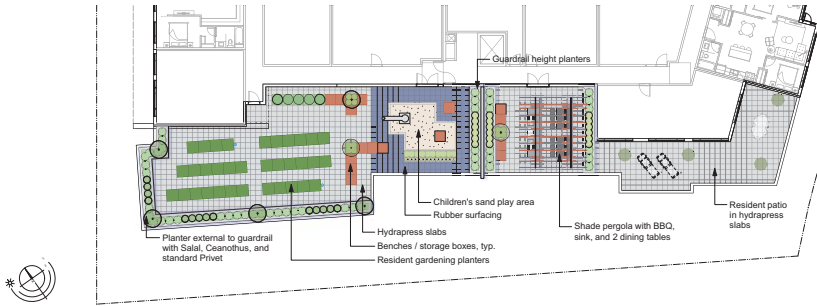 Guardrail height planters
Children's sand play area
Rubber surfacing
Hydrapress slabs
Benches / storage boxes, typ.
Resident gardening planters
Planter external to guardrail
with Salal, Ceanothus, and
standard Privet
Shade pergola with BBQ,
sink, and 2 dining tables
Resident patio
in hydrapress
slabs